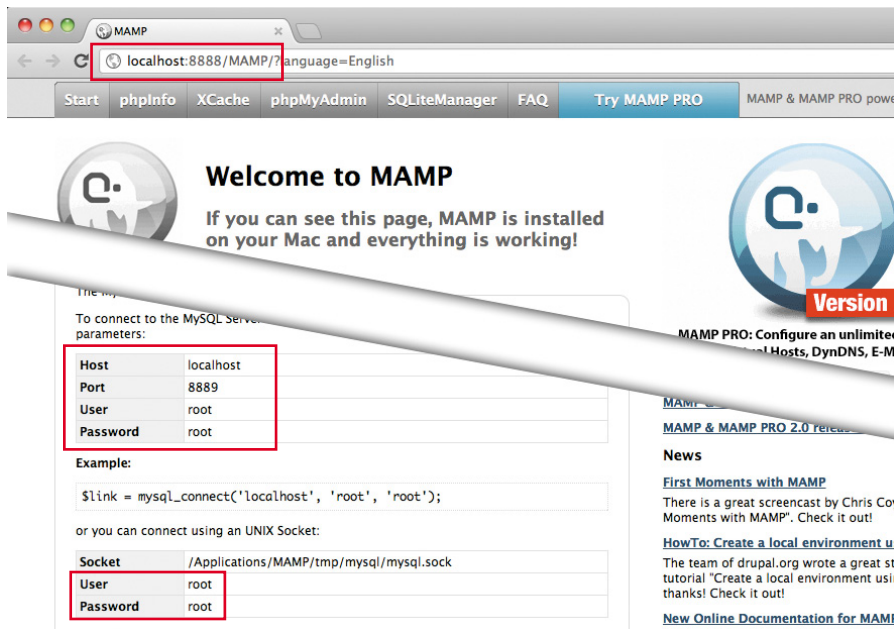 MAMP
localhost:8888/MAMP/?language=English
Start phpInfo XCache phpMyAdmin SQLiteManager FAQ Try MAMP PRO MAMP & MAMP PRO powe
Welcome to MAMP
If you can see this page, MAMP is installed
on your Mac and everything is working!
Version
The My
To connect to the MySQL Serve
parameters:
Host localhost
Port 8889
User root
Password root
Example:
$link = mysql_connect('localhost', 'root', 'root');
or you can connect using an UNIX Socket:
Socket /Applications/MAMP/tmp/mysql/mysql.sock
User root
Password root
MAMP PRO: Configure an unlimited
Hosts, DynDNS, E-M
MAMP &
MAMP & MAMP PRO 2.0 release
News
First Moments with MAMP
There is a great screencast by Chris Co
Moments with MAMP". Check it out!
HowTo: Create a local environment u
The team of drupal.org wrote a great st
tutorial "Create a local environment usi
thanks! Check it out!
New Online Documentation for MAMP